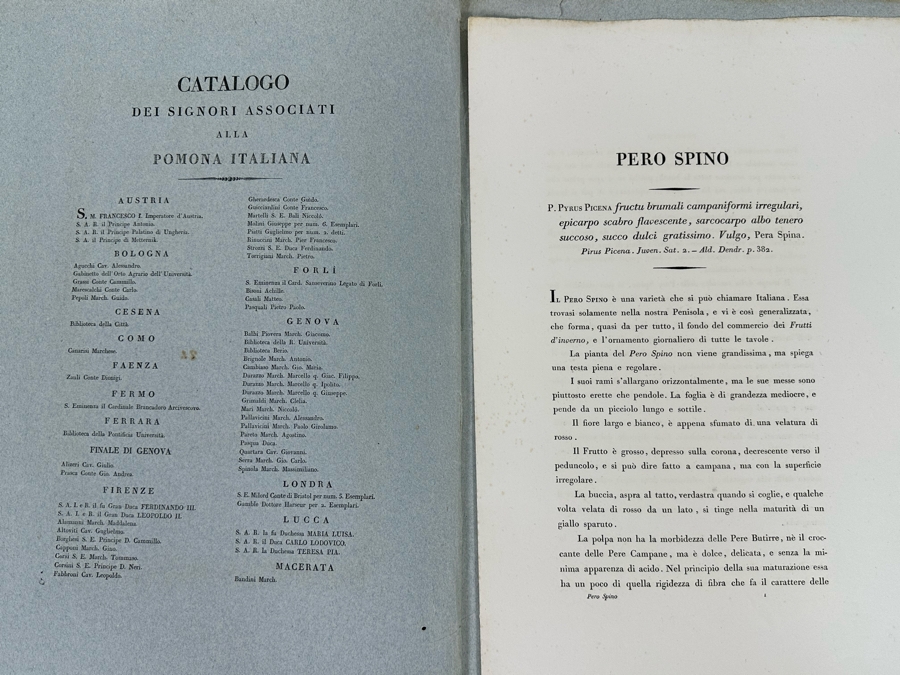 CATALOGO
DEI SIGNORI ASSOCIATI
ALLA
POMONA ITALIANA
AUSTRIA
S. M. FRANCESCO I. Imperatore d'Austria.
S. A. R. il Principe Antonio.
S. A. R. il Principe Palatino di Ungheria.
S. A. il Principe di Metternik.
BOLOGNA
Agucchi Cav. Alessandro.
Gabinetto dell'Orto Agrario dell'Università.
Grassi Conte Cammillo.
Marescalchi Conte Carlo.
Pepoli March. Guido.
CESENA
Biblioteca della Città.
COMO
Marchese.
FAENZA
Zauli Conte Dionigi.
FERMO
S. Eminenza il Cardinale Brancadoro Arcivescovo.
FERRARA
Biblioteca della Pontificia Università.
FINALE DI GENOVA
Alizeri Cav. Giulio.
Prasca Conte Gio. Andrea
FIRENZE
S. A. I. e R. il fu Gran Duca FERDINANDO III.
S. A. I. e R. il Gran Duca LEOPOLDO II.
Alemanni March. Maddalena
Altoviti Cav. Guglielmo
Borghesi S. E. Principe D. Cammillo.
Capponi March. Gino.
Corsi S. E. March. Tommaso.
Corsini S. E. Principe D. Neri.
Fabbroni Cav. Leopoldo.
Gherardesca Conte Guido.
Guicciardini Conte Francesco.
Martelli S. E. Balì Niccolò.
Molini Giuseppe per num. 6. Esemplari.
Piatti Guglielmo per num. 2. detti.
Rinuccini March. Pier Francesco.
Strozzi S. E. Duca Ferdinando.
Torrigiani March. Pietro.
FORLÌ
S. Eminenza il Card. Sanseverino Legato di Forlì.
Achille.
Casali Matteo.
Pasquali Pietro Paolo.
GENOVA
Balbi Piovera March. Giacomo.
Biblioteca della R. Università.
Biblioteca Berio.
Brignole March. Antonio.
Cambiaso March. Gio. Maria.
Durazzo March. Marcello q. Giac. Filippo.
Durazzo March. Marcello q. Ipolito.
Durazzo March. Marcello q. Giuseppe
Grimaldi March. Clelia.
Mari March. Niccolò.
Pallavicini March. Alessandro.
Pallavicini March. Paolo Girolamo.
Pareto March. Agostino.
Pasqua Duca.
Quartara Cav. Giovanni.
Serra March. Gio. Carlo.
Spinola March. Massimiliano.
LONDRA
S. E. Milord Conte di Bristol per num. 5. Esemplari.
Gamble Dottore per 2. Esemplari.
LUCCA
S. A. R. la fu Duchessa MARIA LUISA.
S. A. R. il Duca CARLO LODOVICO.
S. A. R. la Duchessa TERESA PIA.
MACERATA
Bandini March.
PERO SPINO
P. PYRUS PICENA fructu brumali campaniformi irregulari,
epicarpo scabro flavescente, sarcocarpo albo tenero
succoso, succo dulci gratissimo. Vulgo, Pera Spina.
Pirus Picena. Juven. Sat. 2. – Ald. Dendr. p. 382.
IL PERO SPINO è una varietà che si può chiamare Italiana. Essa
trovasi solamente nella nostra Penisola, e vi è così generalizzata,
che forma, quasi da per tutto, il fondo del commercio dei Frutti
d'inverno, e l'ornamento giornaliero di tutte le tavole.
La pianta del Pero Spino non viene grandissima, ma spiega
una testa piena e regolare.
I suoi rami s'allargano orizzontalmente, ma le sue messe sono
piuttosto erette che pendole. La foglia è di grandezza mediocre, e
pende da un picciolo lungo e sottile.
Il fiore largo e bianco, è appena sfumato di una velatura di
rosso.
Il Frutto è grosso, depresso sulla corona, decrescente verso il
peduncolo, e si può dire fatto a campana, ma con la superficie
irregolare.
La buccia, aspra al tatto, verdastra quando si coglie, e qualche
volta velata di rosso da un lato, si tinge nella maturità di un
giallo sparuto.
La polpa non ha la morbidezza delle Pere Butirre, nè il croc-
cante delle Pere Campane, ma è dolce, delicata, e senza la mi-
nima apparenza di acido. Nel principio della sua maturazione essa
ha un poco di quella rigidezza di fibra che fa il carattere delle
Pero Spino
1